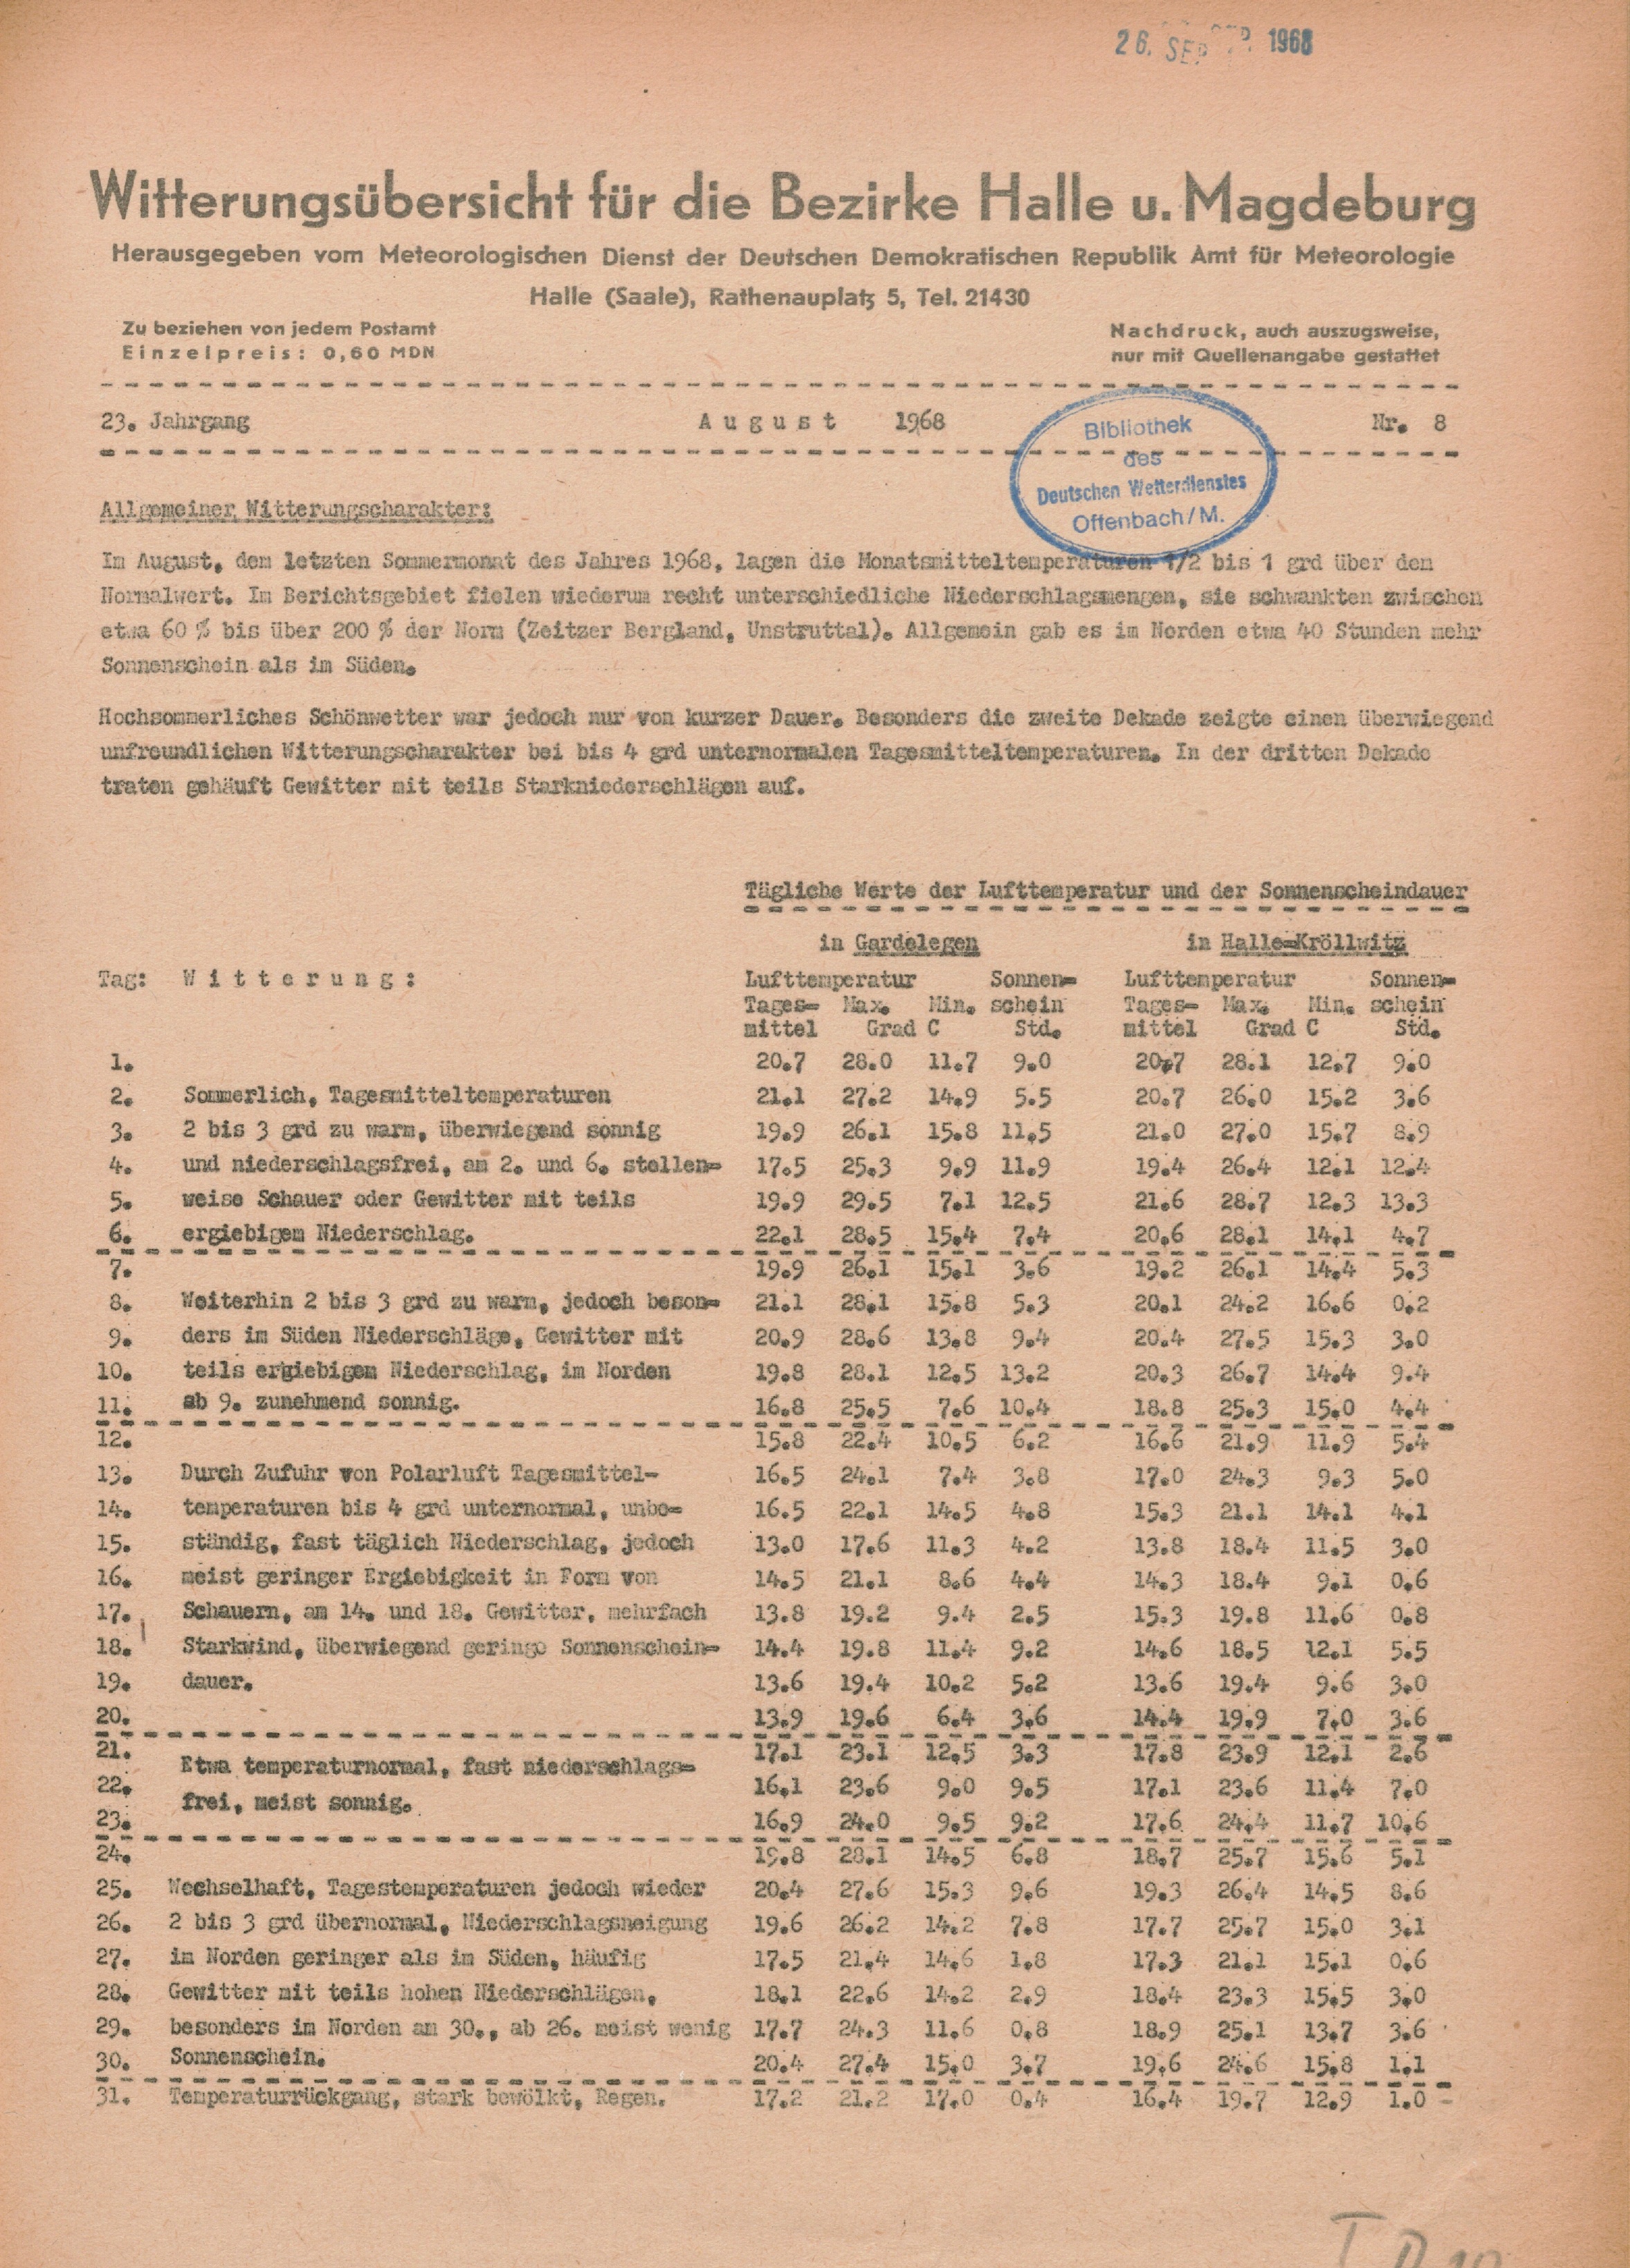 26. SEP 1968
Witterungsübersicht für die Bezirke Halle u. Magdeburg
Herausgegeben vom Meteorologischen Dienst der Deutschen Demokratischen Republik Amt für Meteorologie
Halle (Saale), Rathenauplatz 5, Tel. 21430
Zu beziehen von jedem Postamt
Einzelpreis: 0,60 MDN
Nachdruck, auch auszugsweise,
nur mit Quellenangabe gestattet
23. Jahrgang August 1968 Nr. 8
Bibliothek
des
Deutschen Wetterdienstes
Offenbach/M.
Allgemeiner Witterungscharakter:
Im August, dem letzten Sommermonat des Jahres 1968, lagen die Monatsmitteltemperaturen 1/2 bis 1 grd über den
Normalwert. Im Berichtsgebiet fielen wiederum recht unterschiedliche Niederschlagsmengen, sie schwankten zwischen
etwa 60 % bis über 200 % der Norm (Zeitzer Bergland, Unstruttal). Allgemein gab es im Norden etwa 40 Stunden mehr
Sonnenschein als im Süden.
Hochsommerliches Schönwetter war jedoch nur von kurzer Dauer. Besonders die zweite Dekade zeigte einen überwiegend
unfreundlichen Witterungscharakter bei bis 4 grd unternormalen Tagesmitteltemperaturen. In der dritten Dekade
traten gehäuft Gewitter mit teils Starkniederschlägen auf.
Tägliche Werte der Lufttemperatur und der Sonnenscheindauer
in Gardelegen in Halle-Kröllwitz
Tag: Witterung: Lufttemperatur Sonnen- Lufttemperatur Sonnen-
Tages- Max. Min. schein Tages- Max. Min. schein
mittel Grad C Std. mittel Grad C Std.
1. 20.7 28.0 11.7 9.0 20.7 28.1 12.7 9.0
2. Sommerlich, Tagesmitteltemperaturen 21.1 27.2 14.9 5.5 20.7 26.0 15.2 3.6
3. 2 bis 3 grd zu warm, überwiegend sonnig 19.9 26.1 15.8 11.5 21.0 27.0 15.7 8.9
4. und niederschlagsfrei, am 2. und 6. stellen- 17.5 25.3 9.9 11.9 19.4 26.4 12.1 12.4
5. weise Schauer oder Gewitter mit teils 19.9 29.5 7.1 12.5 21.6 28.7 12.3 13.3
6. ergiebigem Niederschlag. 22.1 28.5 15.4 7.4 20.6 28.1 14.1 4.7
7. 19.9 26.1 15.1 3.6 19.2 26.1 14.4 5.3
8. Weiterhin 2 bis 3 grd zu warm, jedoch beson- 21.1 28.1 15.8 5.3 20.1 24.2 16.6 0.2
9. ders im Süden Niederschläge, Gewitter mit 20.9 28.6 13.8 9.4 20.4 27.5 15.3 3.0
10. teils ergiebigem Niederschlag, im Norden 19.8 28.1 12.5 13.2 20.3 26.7 14.4 9.4
11. ab 9. zunehmend sonnig. 16.8 25.5 7.6 10.4 18.8 25.3 15.0 4.4
12. 15.8 22.4 10.5 6.2 16.6 21.9 11.9 5.4
13. Durch Zufuhr von Polarluft Tagesmittel- 16.5 24.1 7.4 3.8 17.0 24.3 9.3 5.0
14. temperaturen bis 4 grd unternormal, unbe- 16.5 22.1 14.5 4.8 15.3 21.1 14.1 4.1
15. ständig, fast täglich Niederschlag, jedoch 13.0 17.6 11.3 4.2 13.8 18.4 11.5 3.0
16. meist geringer Ergiebigkeit in Form von 14.5 21.1 8.6 4.4 14.3 18.4 9.1 0.6
17. Schauern, am 14. und 18. Gewitter, mehrfach 13.8 19.2 9.4 2.5 15.3 19.8 11.6 0.8
18. Starkwind, überwiegend geringe Sonnenschein- 14.4 19.8 11.4 9.2 14.6 18.5 12.1 5.5
19. dauer. 13.6 19.4 10.2 5.2 13.6 19.4 9.6 3.0
20. 13.9 19.6 6.4 3.6 14.4 19.9 7.0 3.6
21. 17.1 23.1 12.5 3.3 17.8 23.9 12.1 2.6
Etwa temperaturnormal, fast niederschlags-
22. 16.1 23.6 9.0 9.5 17.1 23.6 11.4 7.0
frei, meist sonnig.
23. 16.9 24.0 9.5 9.2 17.6 24.4 11.7 10.6
24. 19.8 28.1 14.5 6.8 18.7 25.7 15.6 5.1
25. Wechselhaft, Tagestemperaturen jedoch wieder 20.4 27.6 15.3 9.6 19.3 26.4 14.5 8.6
26. 2 bis 3 grd übernormal, Niederschlagsneigung 19.6 26.2 14.2 7.8 17.7 25.7 15.0 3.1
27. im Norden geringer als im Süden, häufig 17.5 21.4 14.6 1.8 17.3 21.1 15.1 0.6
28. Gewitter mit teils hohen Niederschlägen, 18.1 22.6 14.2 2.9 18.4 23.3 15.5 3.0
29. besonders im Norden am 30., ab 26. meist wenig 17.7 24.3 11.6 0.8 18.9 25.1 13.7 3.6
30. Sonnenschein. 20.4 27.4 15.0 3.7 19.6 24.6 15.8 1.1
31. Temperaturrückgang, stark bewölkt, Regen. 17.2 21.2 17.0 0.4 16.4 19.7 12.9 1.0